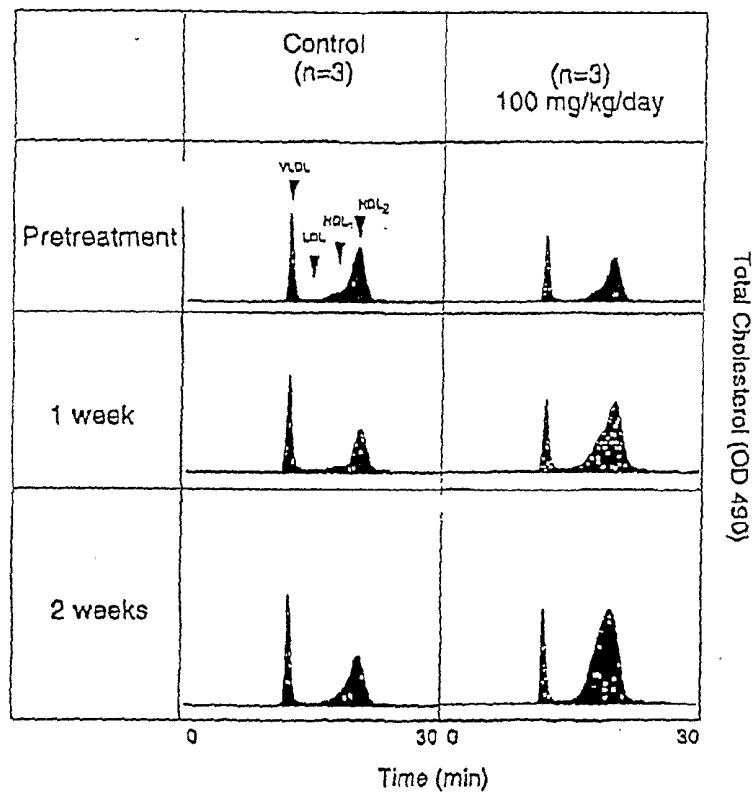 Control
(n=3)
(n=3)
100 mg/kg/day
Pretreatment
VLDL
LDL
HDL1
HDL2
1 week
2 weeks
0
30
0
30
Time (min)
Total Cholesterol (OD 490)